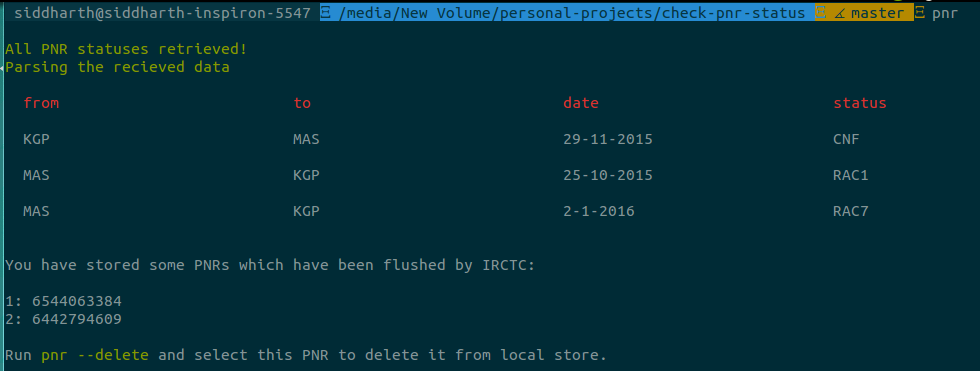 siddharth@siddharth-inspiron-5547 Ξ /media/New Volume/personal-projects/check-pnr-status Ξ ∡ master Ξ pnr
All PNR statuses retrieved!
Parsing the recieved data
from to date status
KGP MAS 29-11-2015 CNF
MAS KGP 25-10-2015 RAC1
MAS KGP 2-1-2016 RAC7
You have stored some PNRs which have been flushed by IRCTC:
1: 6544063384
2: 6442794609
Run pnr --delete and select this PNR to delete it from local store.